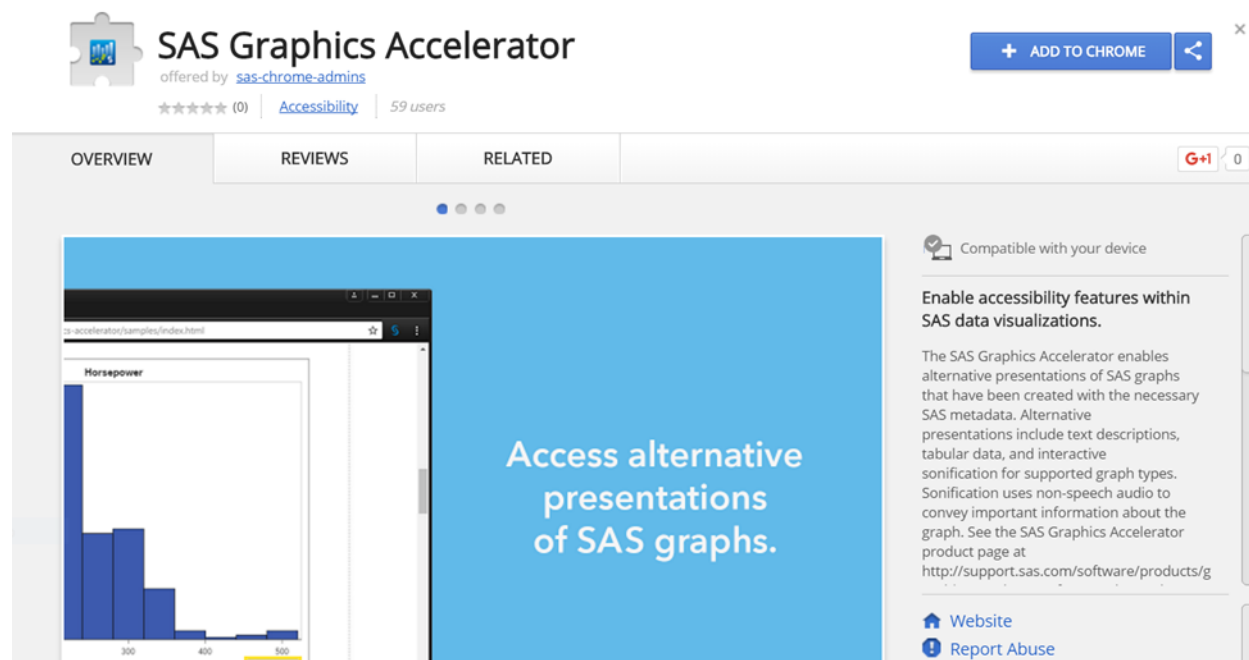 SAS Graphics Accelerator
offered by sas-chrome-admins
(0) Accessibility 59 users
+ ADD TO CHROME
OVERVIEW REVIEWS RELATED
G+1 0
Compatible with your device
s-accelerator/samples/index.html
Horsepower
300 400 500
Access alternative
presentations
of SAS graphs.
Enable accessibility features within
SAS data visualizations.
The SAS Graphics Accelerator enables
alternative presentations of SAS graphs
that have been created with the necessary
SAS metadata. Alternative
presentations include text descriptions,
tabular data, and interactive
sonification for supported graph types.
Sonification uses non-speech audio to
convey important information about the
graph. See the SAS Graphics Accelerator
product page at
http://support.sas.com/software/products/g
Website
Report Abuse